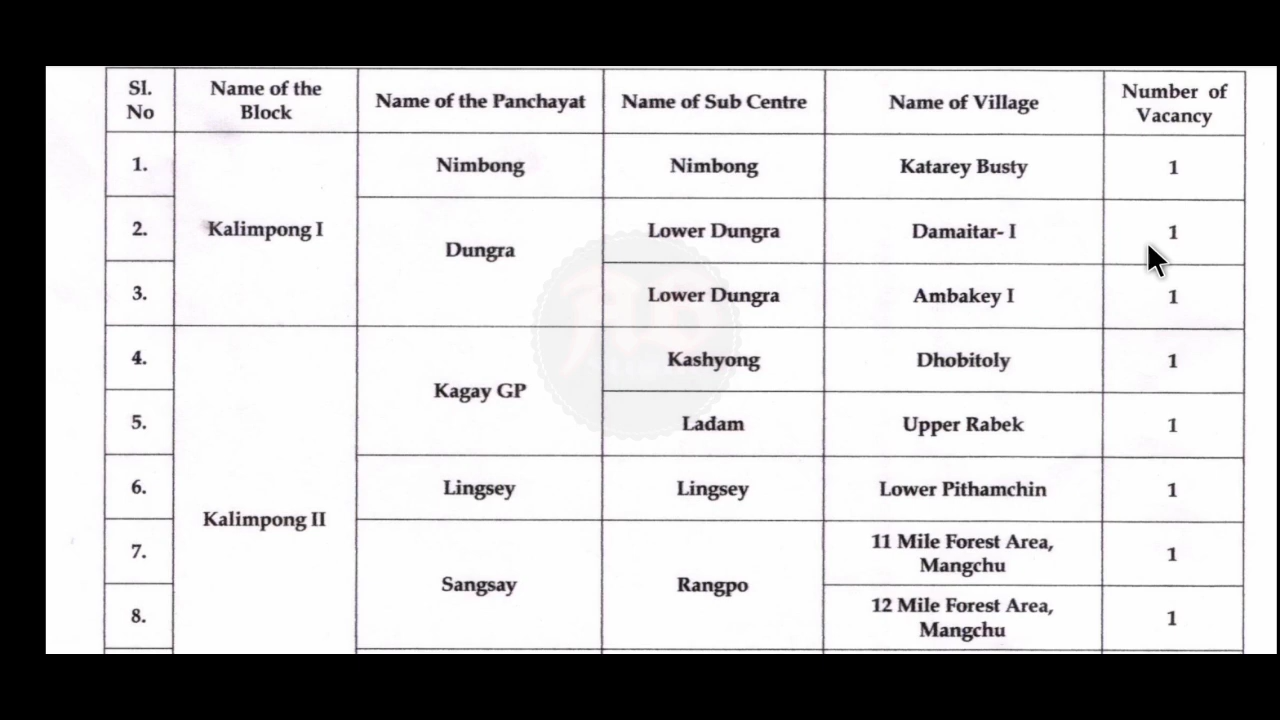 Sl. No | Name of the Block | Name of the Panchayat | Name of Sub Centre | Name of Village | Number of Vacancy
1. | Kalimpong I | Nimbong | Nimbong | Katarey Busty | 1
2. | Dungra | Lower Dungra | Damaitar- I | 1
3. | Lower Dungra | Ambakey I | 1
4. | Kalimpong II | Kagay GP | Kashyong | Dhobitoly | 1
5. | Ladam | Upper Rabek | 1
6. | Lingsey | Lingsey | Lower Pithamchin | 1
7. | Sangsay | Rangpo | 11 Mile Forest Area, Mangchu | 1
8. | 12 Mile Forest Area, Mangchu | 1